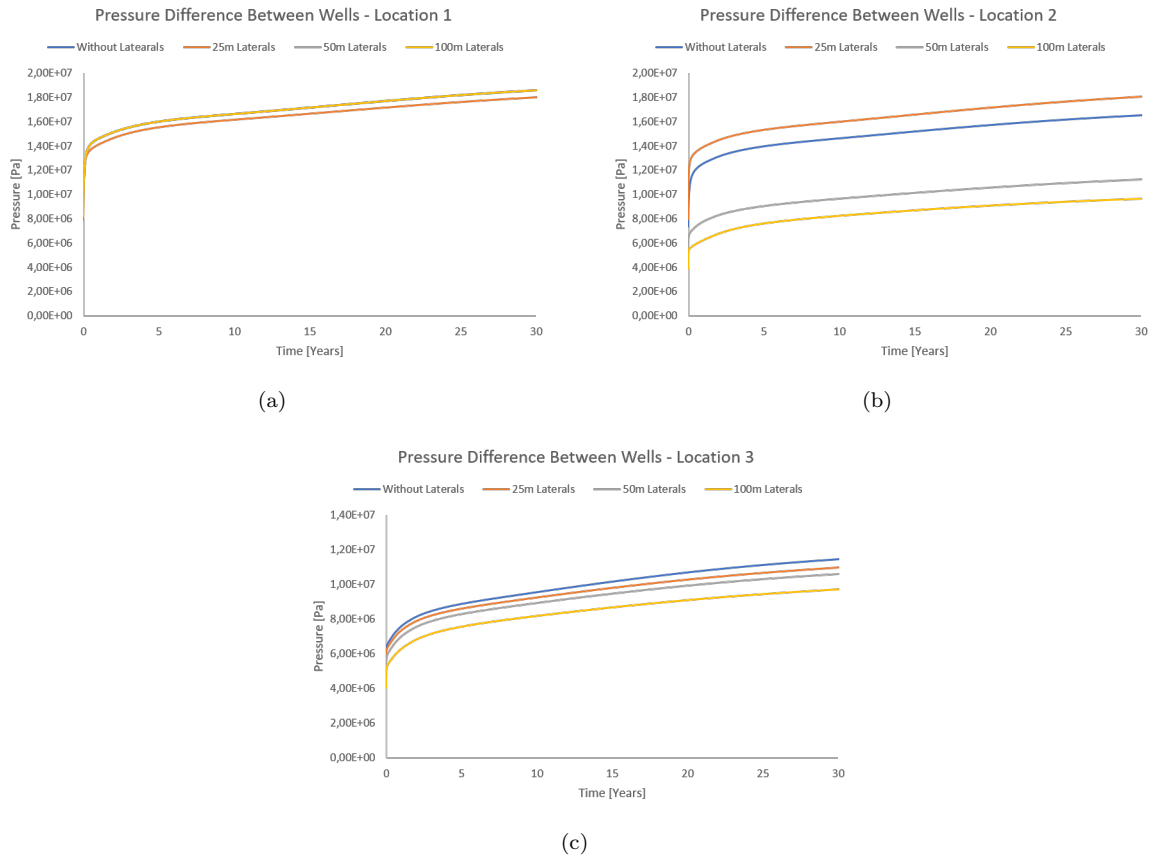 Pressure Difference Between Wells - Location 1
Without Latearals 25m Laterals 50m Laterals 100m Laterals
2,00E+07
1,80E+07
1,60E+07
1,40E+07
1,20E+07
1,00E+07
8,00E+06
6,00E+06
4,00E+06
2,00E+06
0,00E+00
Pressure [Pa]
0 5 10 15 20 25 30
Time [Years]
(a)
Pressure Difference Between Wells - Location 2
Without Laterals 25m Laterals 50m Laterals 100m Laterals
2,00E+07
1,80E+07
1,60E+07
1,40E+07
1,20E+07
1,00E+07
8,00E+06
6,00E+06
4,00E+06
2,00E+06
0,00E+00
Pressure [Pa]
0 5 10 15 20 25 30
Time [Years]
(b)
Pressure Difference Between Wells - Location 3
Without Laterals 25m Laterals 50m Laterals 100m Laterals
1,40E+07
1,20E+07
1,00E+07
8,00E+06
6,00E+06
4,00E+06
2,00E+06
0,00E+00
Pressure [Pa]
0 5 10 15 20 25 30
Time [Years]
(c)